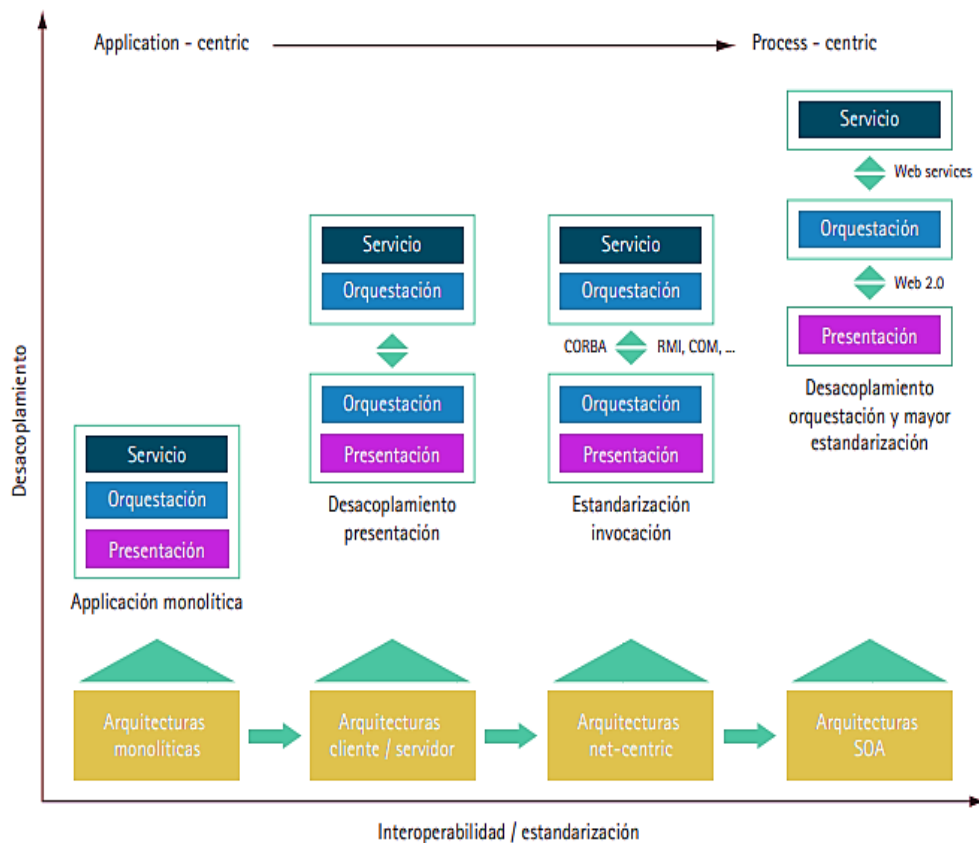 Application - centric
Process - centric
Desacoplamiento
Servicio
Orquestación
Presentación
Applicación monolítica
Servicio
Orquestación
Orquestación
Presentación
Desacoplamiento
presentación
Servicio
Orquestación
CORBA
RMI, COM, ...
Orquestación
Presentación
Estandarización
invocación
Servicio
Web services
Orquestación
Web 2.0
Presentación
Desacoplamiento
orquestación y mayor
estandarización
Arquitecturas
monolíticas
Arquitecturas
cliente / servidor
Arquitecturas
net-centric
Arquitecturas
SOA
Interoperabilidad / estandarización